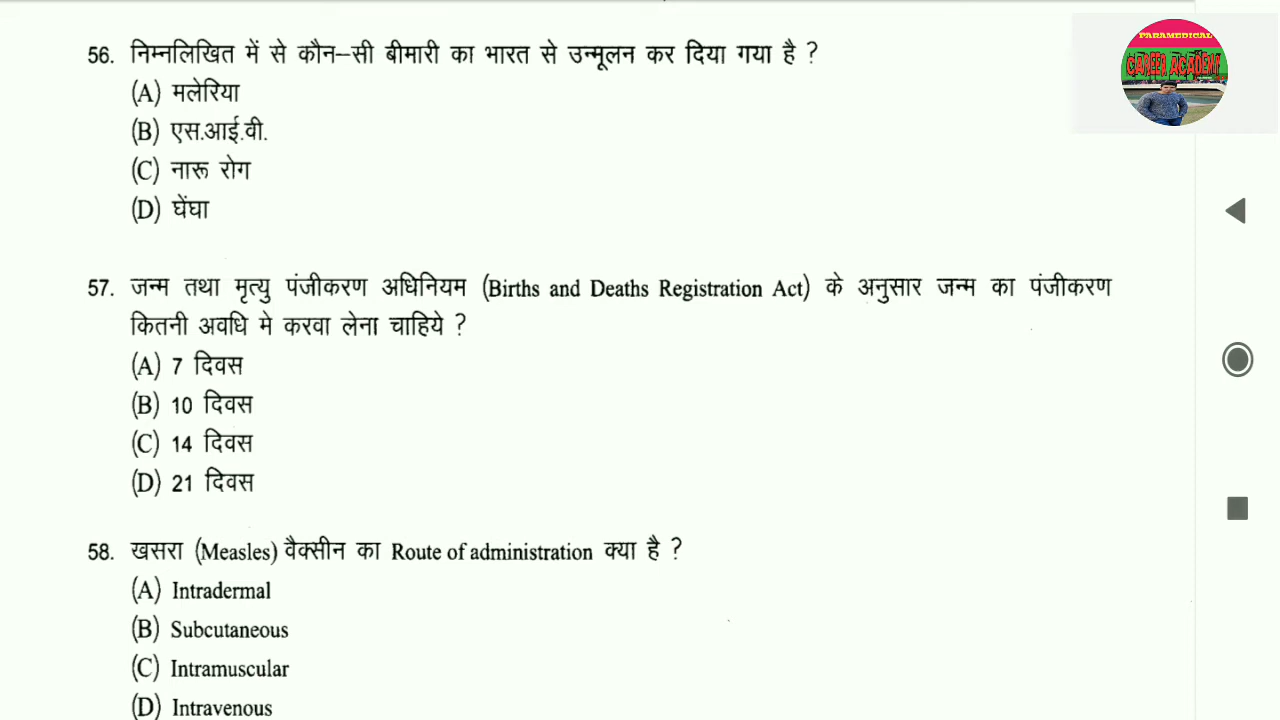 PARAMEDICAL
CAREER ACADEMY
56. निम्नलिखित में से कौन–सी बीमारी का भारत से उन्मूलन कर दिया गया है ?
(A) मलेरिया
(B) एस.आई.वी.
(C) नारू रोग
(D) घेंघा
57. जन्म तथा मृत्यु पंजीकरण अधिनियम (Births and Deaths Registration Act) के अनुसार जन्म का पंजीकरण
कितनी अवधि मे करवा लेना चाहिये ?
(A) 7 दिवस
(B) 10 दिवस
(C) 14 दिवस
(D) 21 दिवस
58. खसरा (Measles) वैक्सीन का Route of administration क्या है ?
(A) Intradermal
(B) Subcutaneous
(C) Intramuscular
(D) Intravenous